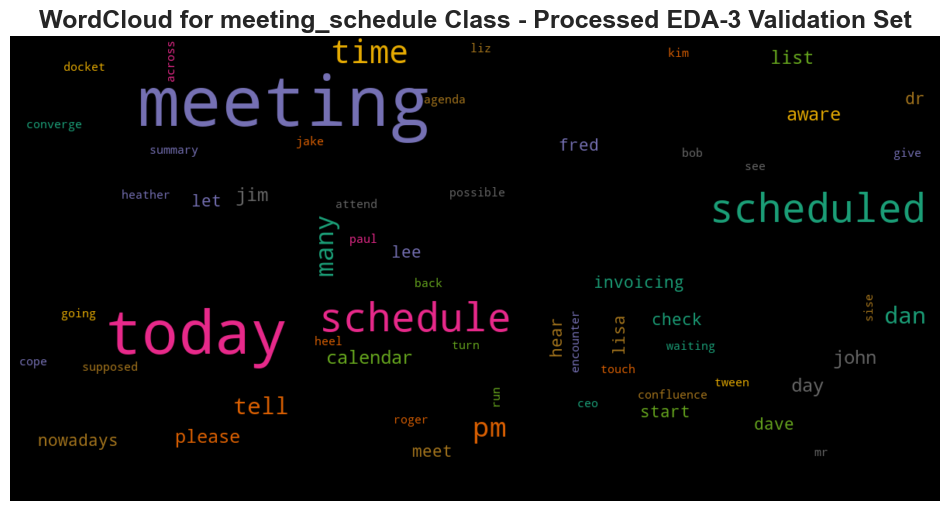 WordCloud for meeting_schedule Class - Processed EDA-3 Validation Set
time
liz
kim
list
docket
across
meeting
agenda
dr
aware
converge
summary
jake
fred
bob
see
give
heather
let
jim
attend
possible
scheduled
many
paul
lee
back
invoicing
going
today
schedule
heel
turn
calendar
hear
encounter
lisa
check
waiting
sise
dan
cope
supposed
touch
tween
john
day
tell
run
ceo
confluence
start
nowadays
please
roger
pm
meet
dave
mr